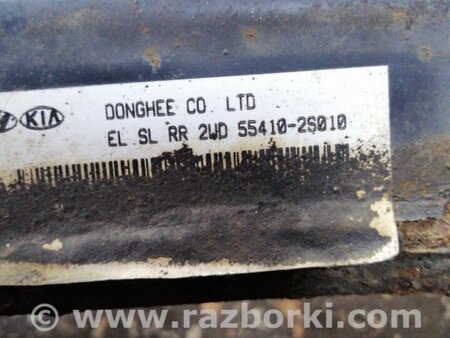 KIA
DONGHEE CO. LTD
EL SL RR 2WD 55410-2S010
www.razborki.com